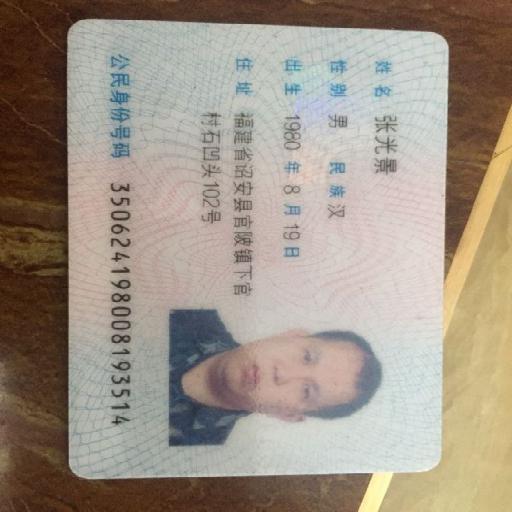 姓名 张光景
性别 男 民族 汉
出生 1980 年 8 月 19 日
住址 福建省诏安县官陂镇下官
村石凹头102号
公民身份号码 350624198008193514